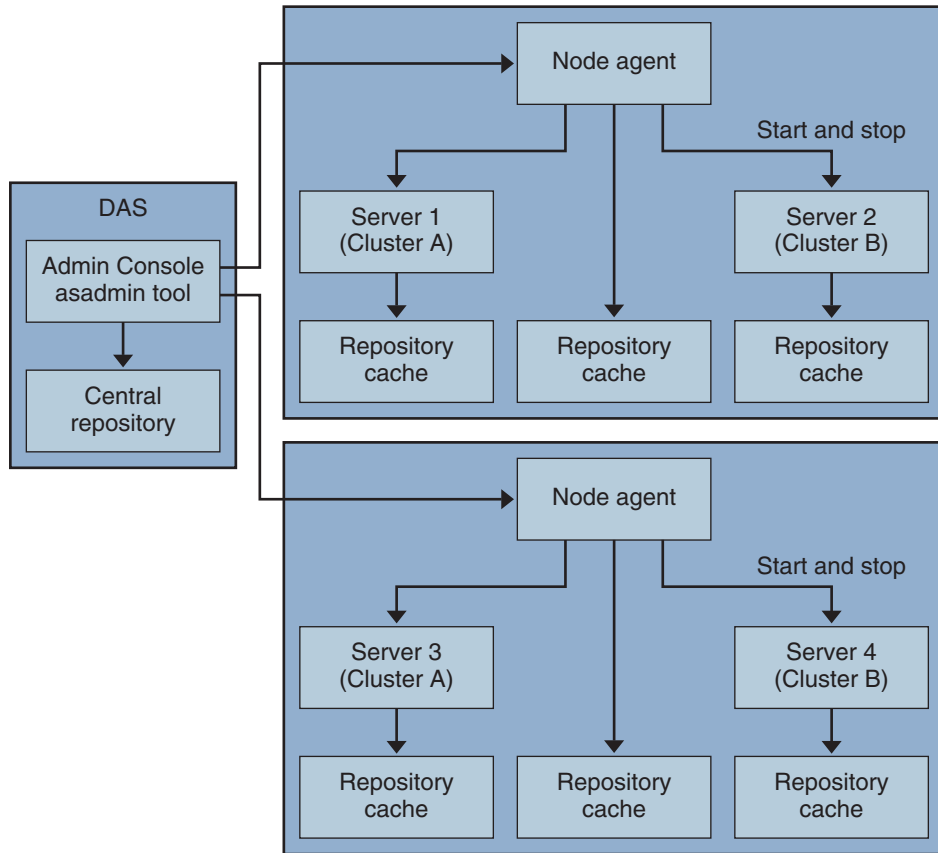 DAS
Admin Console
asadmin tool
Central
repository
Node agent
Start and stop
Server 1
(Cluster A)
Server 2
(Cluster B)
Repository
cache
Repository
cache
Repository
cache
Node agent
Start and stop
Server 3
(Cluster A)
Server 4
(Cluster B)
Repository
cache
Repository
cache
Repository
cache